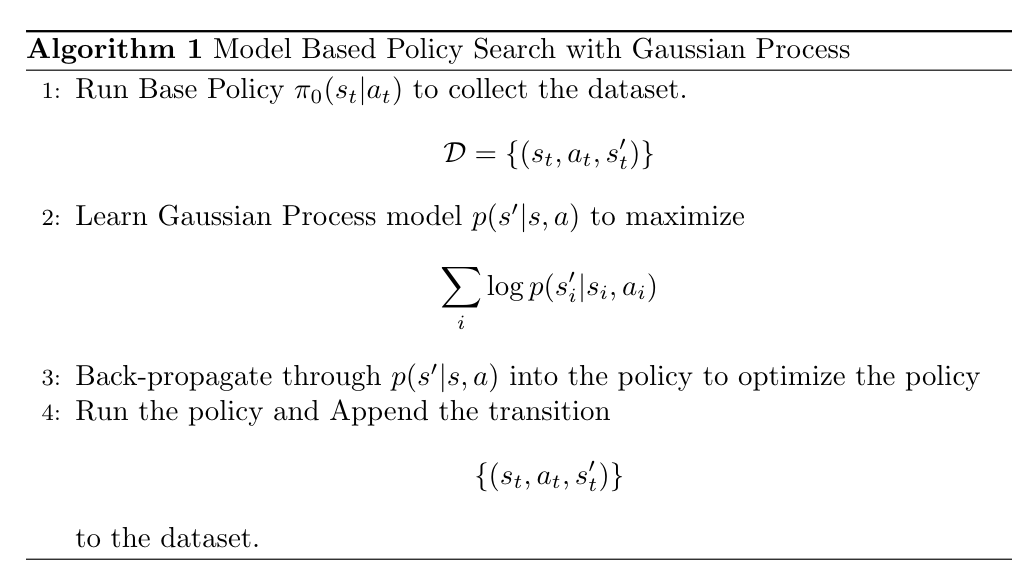 Algorithm 1 Model Based Policy Search with Gaussian Process
1: Run Base Policy $\pi_0(s_t|a_t)$ to collect the dataset.
$\mathcal{D} = \{(s_t, a_t, s_t')\}$
2: Learn Gaussian Process model $p(s'|s, a)$ to maximize
$\sum_i \log p(s_i'|s_i, a_i)$
3: Back-propagate through $p(s'|s, a)$ into the policy to optimize the policy
4: Run the policy and Append the transition
$\{(s_t, a_t, s_t')\}$
to the dataset.